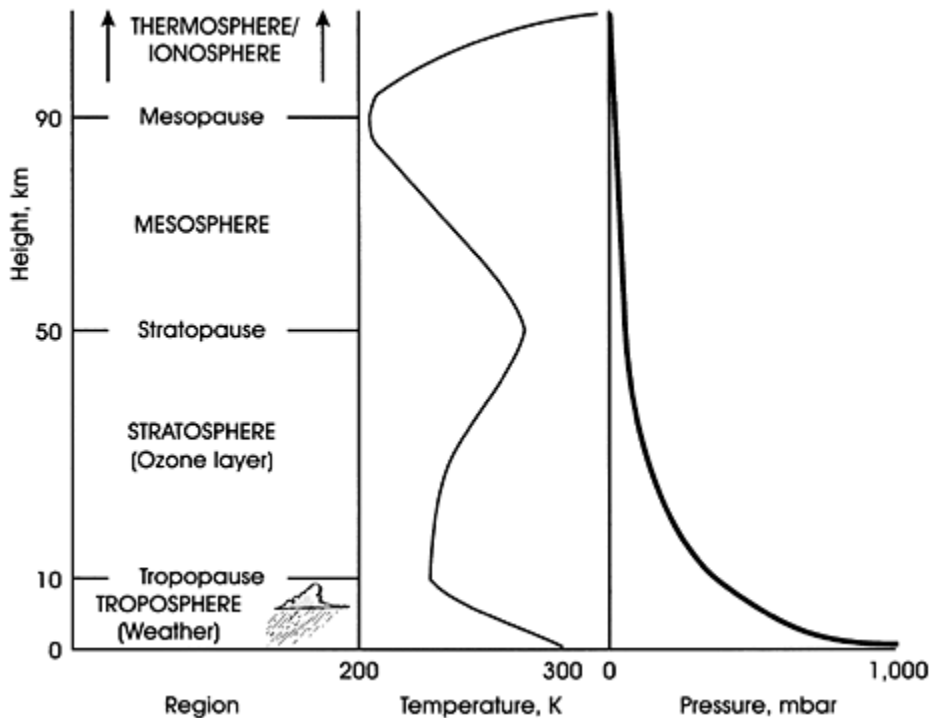 THERMOSPHERE/
IONOSPHERE
90
Mesopause
Height, km
MESOSPHERE
50
Stratopause
STRATOSPHERE
(Ozone layer)
10
Tropopause
TROPOSPHERE
(Weather)
0
200
300
0
1,000
Region
Temperature, K
Pressure, mbar